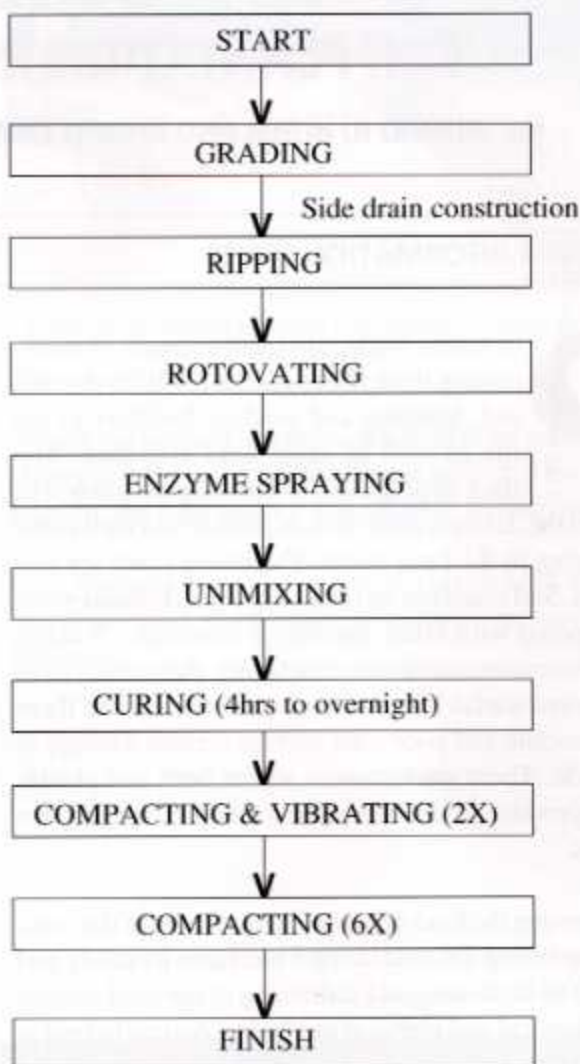 START
GRADING
Side drain construction
RIPPING
ROTOVATING
ENZYME SPRAYING
UNIMIXING
CURING (4hrs to overnight)
COMPACTING & VIBRATING (2X)
COMPACTING (6X)
FINISH